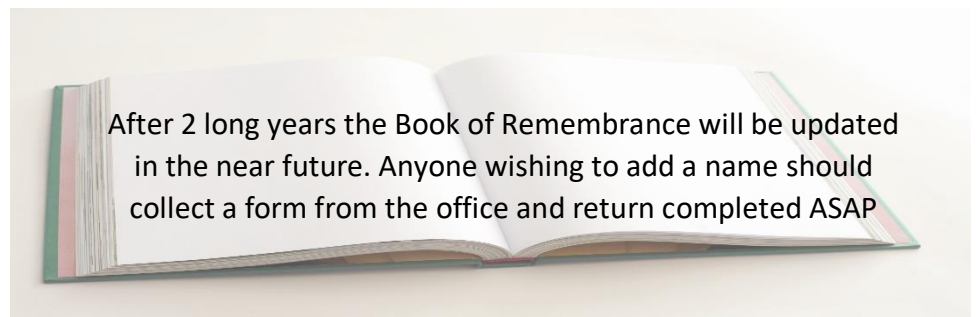 After 2 long years the Book of Remembrance will be updated
in the near future. Anyone wishing to add a name should
collect a form from the office and return completed ASAP